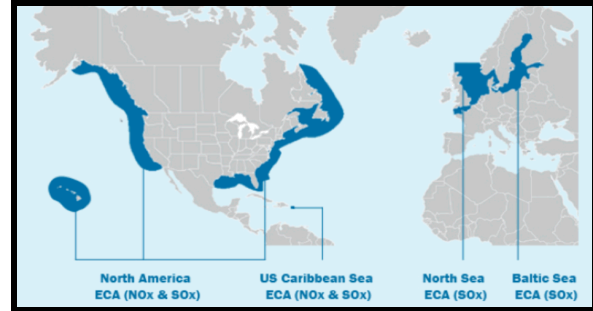 North America
ECA (NOx & SOx)
US Caribbean Sea
ECA (NOx & SOx)
North Sea
ECA (SOx)
Baltic Sea
ECA (SOx)